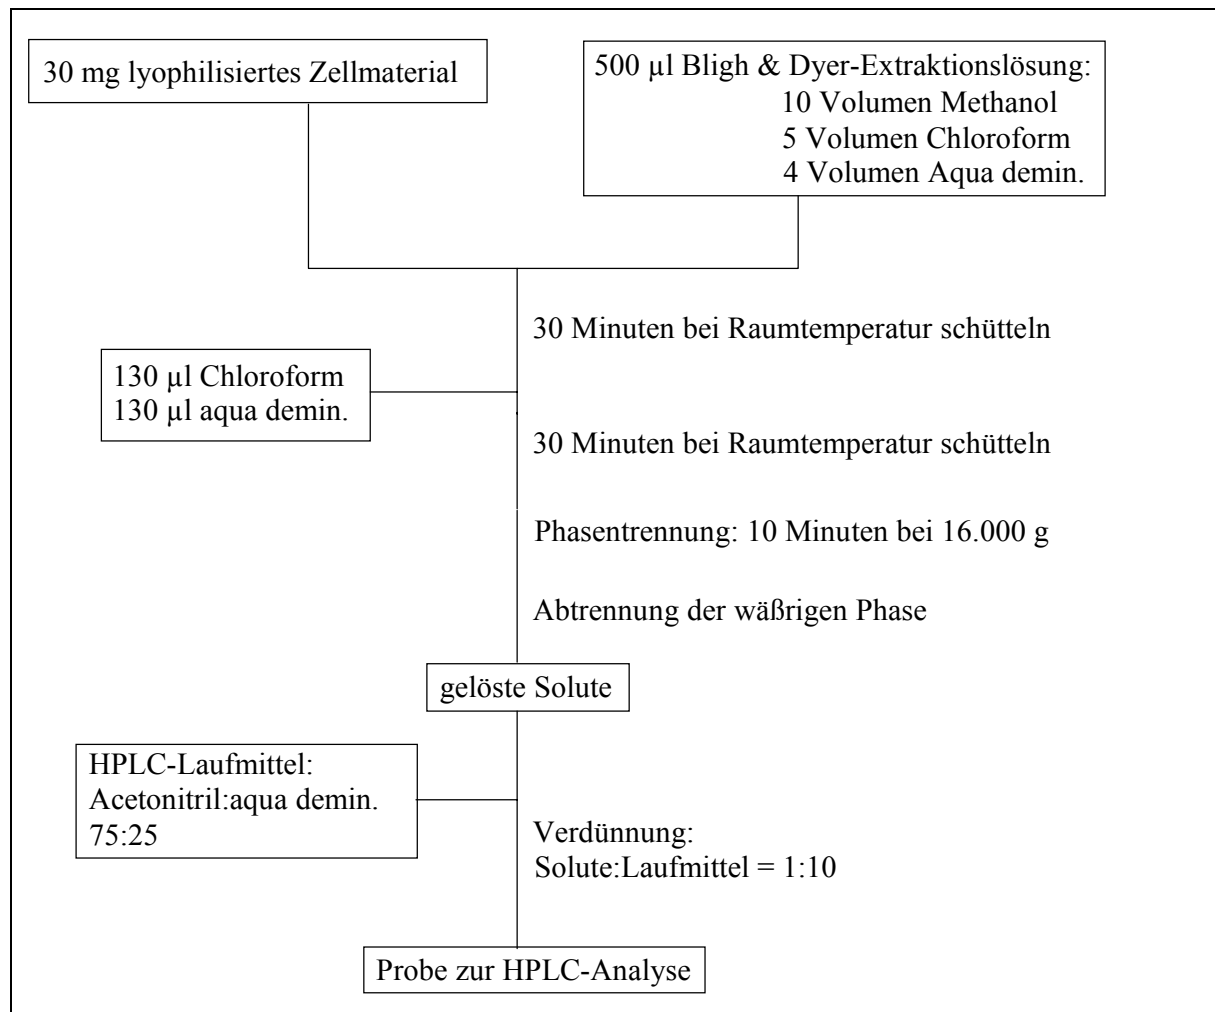 30 mg lyophilisiertes Zellmaterial
500 µl Bligh & Dyer-Extraktionslösung:
10 Volumen Methanol
5 Volumen Chloroform
4 Volumen Aqua demin.
30 Minuten bei Raumtemperatur schütteln
130 µl Chloroform
130 µl aqua demin.
30 Minuten bei Raumtemperatur schütteln
Phasentrennung: 10 Minuten bei 16.000 g
Abtrennung der wäßrigen Phase
gelöste Solute
HPLC-Laufmittel:
Acetonitril:aqua demin.
75:25
Verdünnung:
Solute:Laufmittel = 1:10
Probe zur HPLC-Analyse